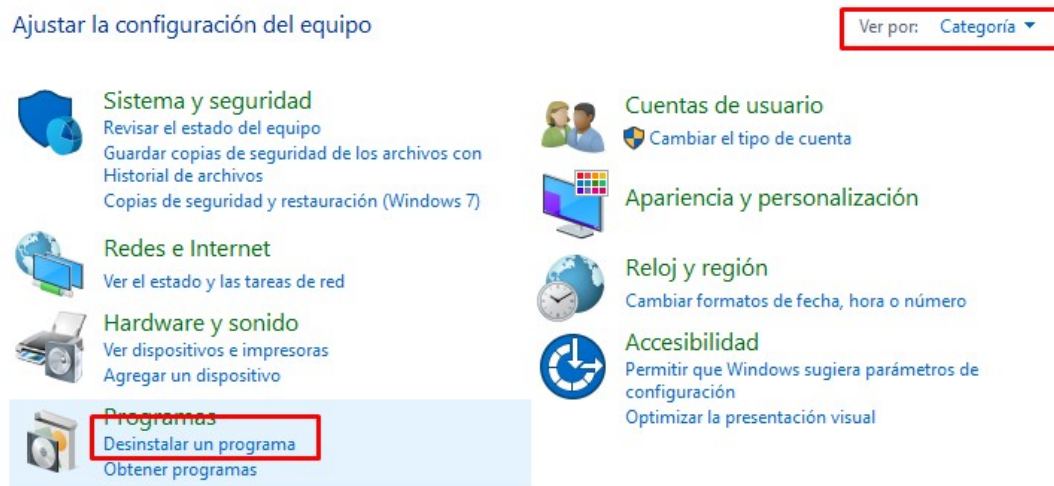 Ajustar la configuración del equipo
Ver por: Categoría
Sistema y seguridad
Revisar el estado del equipo
Guardar copias de seguridad de los archivos con
Historial de archivos
Copias de seguridad y restauración (Windows 7)
Redes e Internet
Ver el estado y las tareas de red
Hardware y sonido
Ver dispositivos e impresoras
Agregar un dispositivo
Programas
Desinstalar un programa
Obtener programas
Cuentas de usuario
Cambiar el tipo de cuenta
Apariencia y personalización
Reloj y región
Cambiar formatos de fecha, hora o número
Accesibilidad
Permitir que Windows sugiera parámetros de
configuración
Optimizar la presentación visual